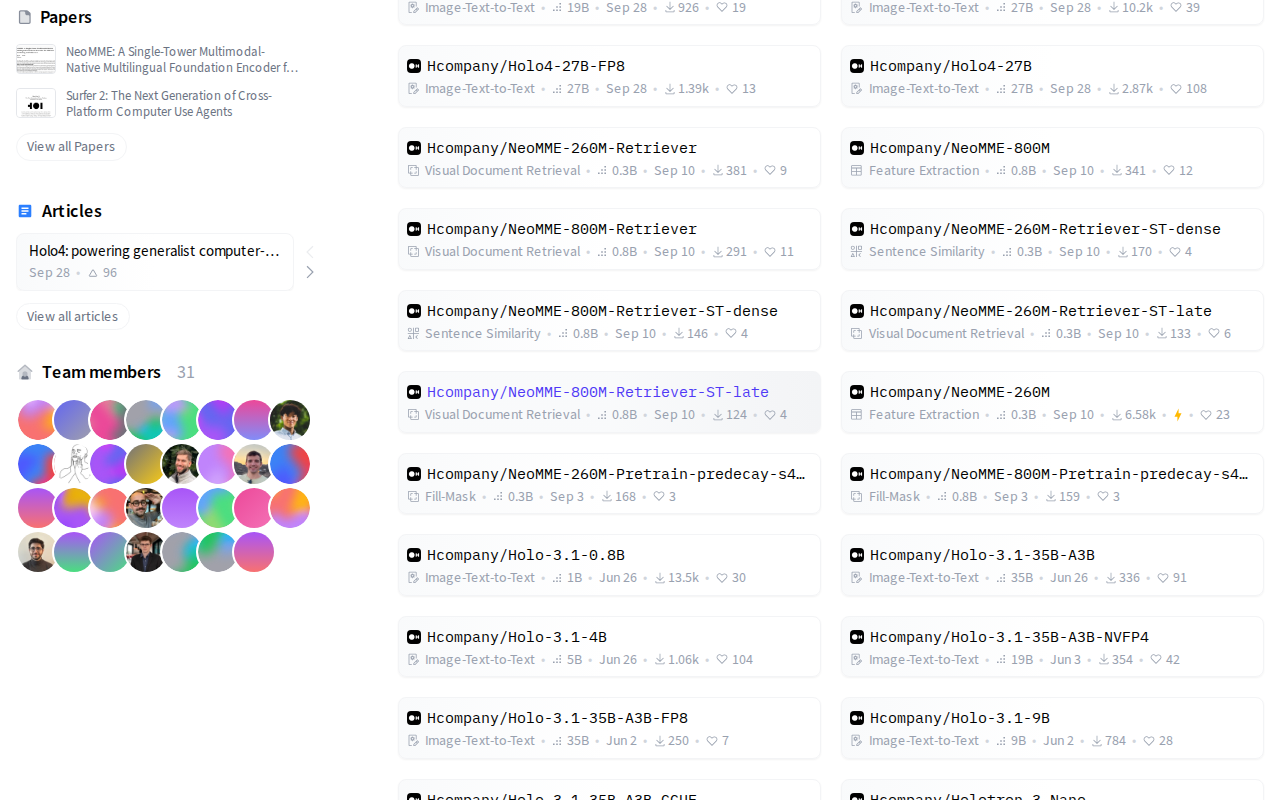 Papers
NeoMME: A Single-Tower Multimodal-
Native Multilingual Foundation Encoder f…
Surfer 2: The Next Generation of Cross-
Platform Computer Use Agents
View all Papers
Articles
Holo4: powering generalist computer-…
Sep 28 • 96
View all articles
Team members 31
Image-Text-to-Text • 19B • Sep 28 • 926 • 19
Image-Text-to-Text • 27B • Sep 28 • 10.2k • 39
Hcompany/Holo4-27B-FP8
Image-Text-to-Text • 27B • Sep 28 • 1.39k • 13
Hcompany/Holo4-27B
Image-Text-to-Text • 27B • Sep 28 • 2.87k • 108
Hcompany/NeoMME-260M-Retriever
Visual Document Retrieval • 0.3B • Sep 10 • 381 • 9
Hcompany/NeoMME-800M
Feature Extraction • 0.8B • Sep 10 • 341 • 12
Hcompany/NeoMME-800M-Retriever
Visual Document Retrieval • 0.8B • Sep 10 • 291 • 11
Hcompany/NeoMME-260M-Retriever-ST-dense
Sentence Similarity • 0.3B • Sep 10 • 170 • 4
Hcompany/NeoMME-800M-Retriever-ST-dense
Sentence Similarity • 0.8B • Sep 10 • 146 • 4
Hcompany/NeoMME-260M-Retriever-ST-late
Visual Document Retrieval • 0.3B • Sep 10 • 133 • 6
Hcompany/NeoMME-800M-Retriever-ST-late
Visual Document Retrieval • 0.8B • Sep 10 • 124 • 4
Hcompany/NeoMME-260M
Feature Extraction • 0.3B • Sep 10 • 6.58k • 23
Hcompany/NeoMME-260M-Pretrain-predecay-s4…
Fill-Mask • 0.3B • Sep 3 • 168 • 3
Hcompany/NeoMME-800M-Pretrain-predecay-s4…
Fill-Mask • 0.8B • Sep 3 • 159 • 3
Hcompany/Holo-3.1-0.8B
Image-Text-to-Text • 1B • Jun 26 • 13.5k • 30
Hcompany/Holo-3.1-35B-A3B
Image-Text-to-Text • 35B • Jun 26 • 336 • 91
Hcompany/Holo-3.1-4B
Image-Text-to-Text • 5B • Jun 26 • 1.06k • 104
Hcompany/Holo-3.1-35B-A3B-NVFP4
Image-Text-to-Text • 19B • Jun 3 • 354 • 42
Hcompany/Holo-3.1-35B-A3B-FP8
Image-Text-to-Text • 35B • Jun 2 • 250 • 7
Hcompany/Holo-3.1-9B
Image-Text-to-Text • 9B • Jun 2 • 784 • 28
Hcompany/Holo-3.1-35B-A3B-GGUF
Hcompany/Holotron-3-Nano